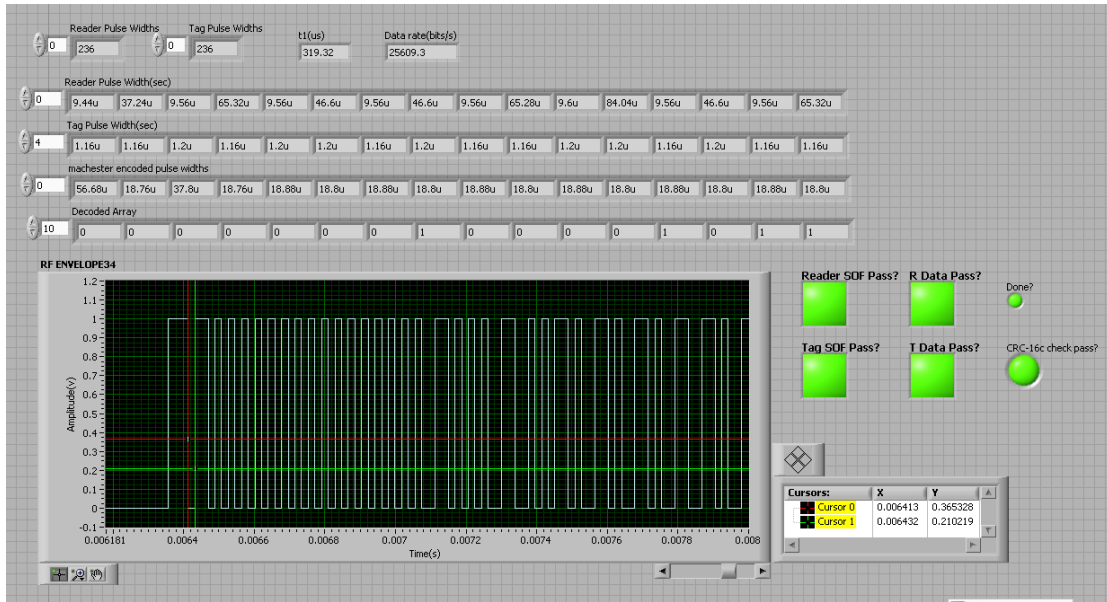 Reader Pulse Widths Tag Pulse Widths t1(us) Data rate(bits/s)
0 236 0 236 319.32 25609.3
Reader Pulse Width(sec)
0 9.44u 37.24u 9.56u 65.32u 9.56u 46.6u 9.56u 46.6u 9.56u 65.28u 9.6u 84.04u 9.56u 46.6u 9.56u 65.32u
Tag Pulse Width(sec)
4 1.16u 1.16u 1.2u 1.16u 1.2u 1.2u 1.16u 1.2u 1.16u 1.16u 1.2u 1.2u 1.16u 1.2u 1.16u 1.16u
machester encoded pulse widths
0 56.68u 18.76u 37.8u 18.76u 18.88u 18.8u 18.88u 18.8u 18.88u 18.8u 18.88u 18.8u 18.88u 18.8u 18.88u 18.8u
Decoded Array
10 0 0 0 0 0 0 0 1 0 0 0 0 1 0 1 1
RF ENVELOPE34
Reader SOF Pass? R Data Pass? Done?
Tag SOF Pass? T Data Pass? CRC-16c check pass?
Amplitude(v)
1.2
1.1
1
0.9
0.8
0.7
0.6
0.5
0.4
0.3
0.2
0.1
0
-0.1
0.006181 0.0064 0.0066 0.0068 0.007 0.0072 0.0074 0.0076 0.0078 0.008
Time(s)
Cursors: X Y
Cursor 0 0.006413 0.365328
Cursor 1 0.006432 0.210219